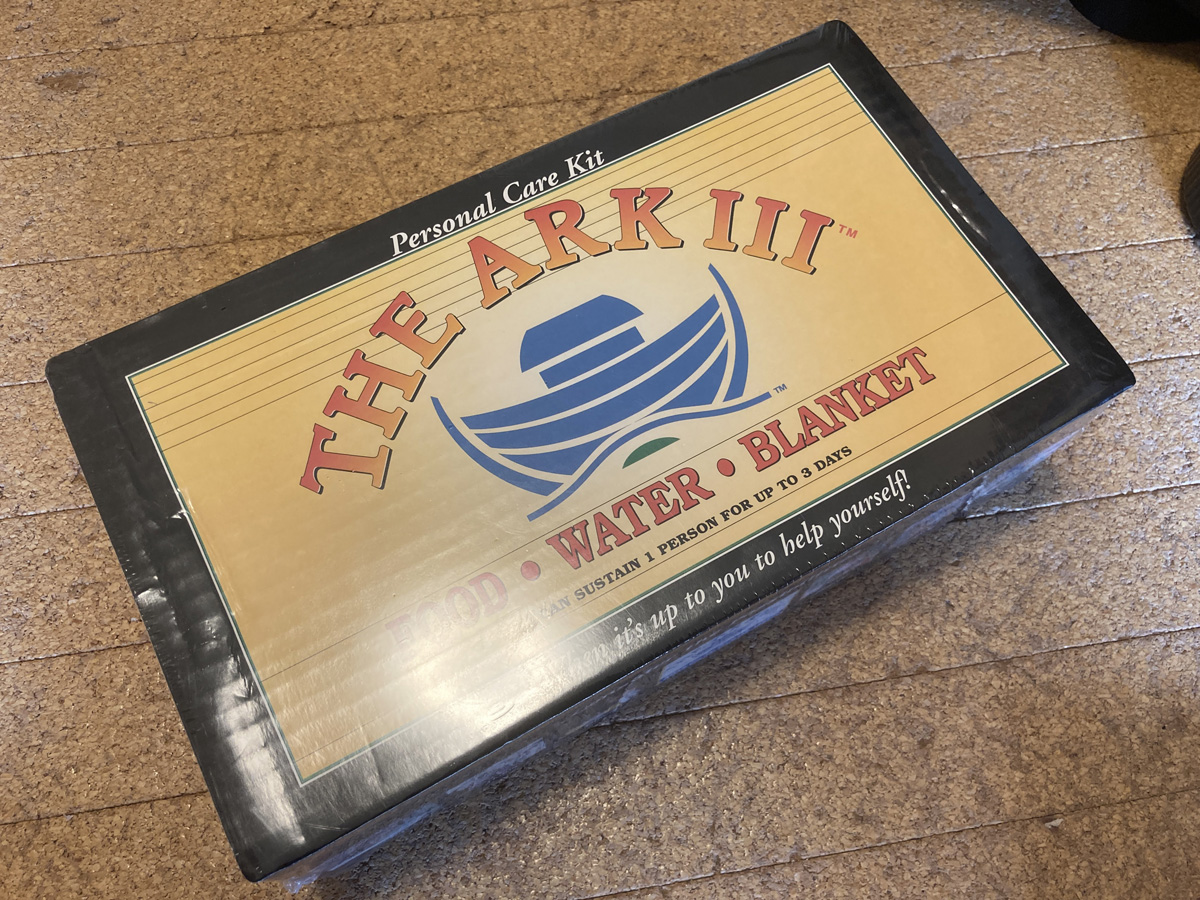 Personal Care Kit
THE ARK III™
™
FOOD • WATER • BLANKET
CAN SUSTAIN 1 PERSON FOR UP TO 3 DAYS
it's up to you to help yourself!